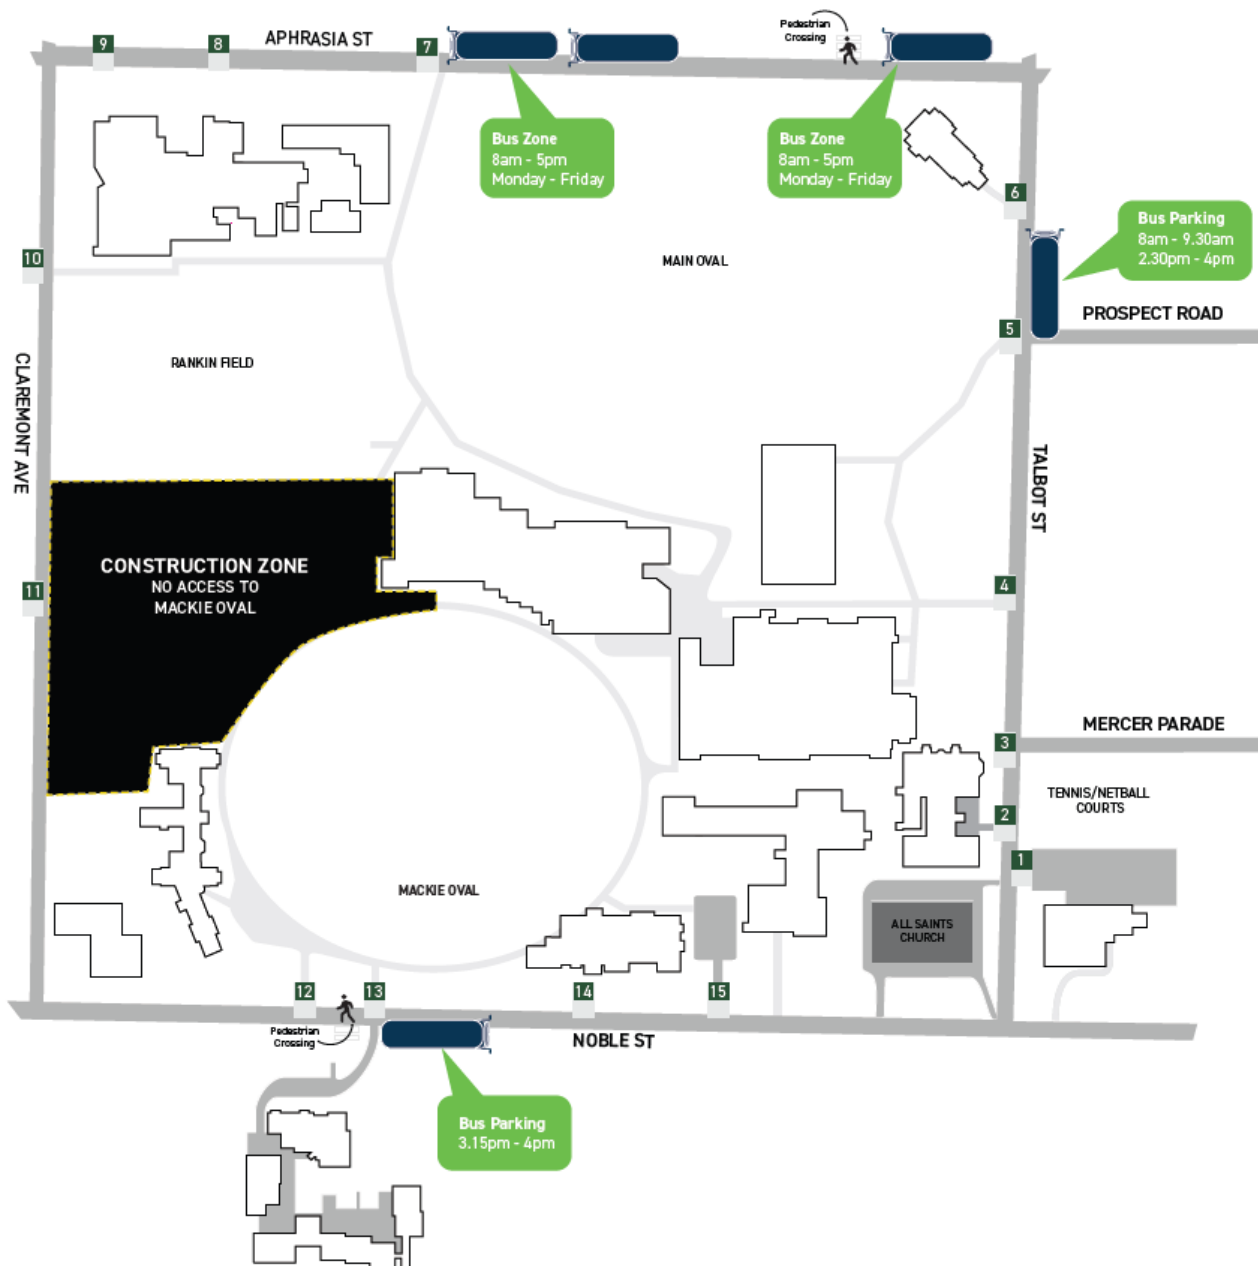 Pedestrian
Crossing
9
8
APHRASIA ST
7
Bus Zone
8am - 5pm
Monday - Friday
Bus Zone
8am - 5pm
Monday - Friday
6
Bus Parking
8am - 9.30am
2.30pm - 4pm
10
MAIN OVAL
PROSPECT ROAD
5
RANKIN FIELD
CLAREMONT AVE
TALBOT ST
CONSTRUCTION ZONE
NO ACCESS TO
MACKIE OVAL
11
4
MERCER PARADE
3
TENNIS/NETBALL
COURTS
2
1
MACKIE OVAL
ALL SAINTS
CHURCH
12
13
14
15
Pedestrian
Crossing
NOBLE ST
Bus Parking
3.15pm - 4pm